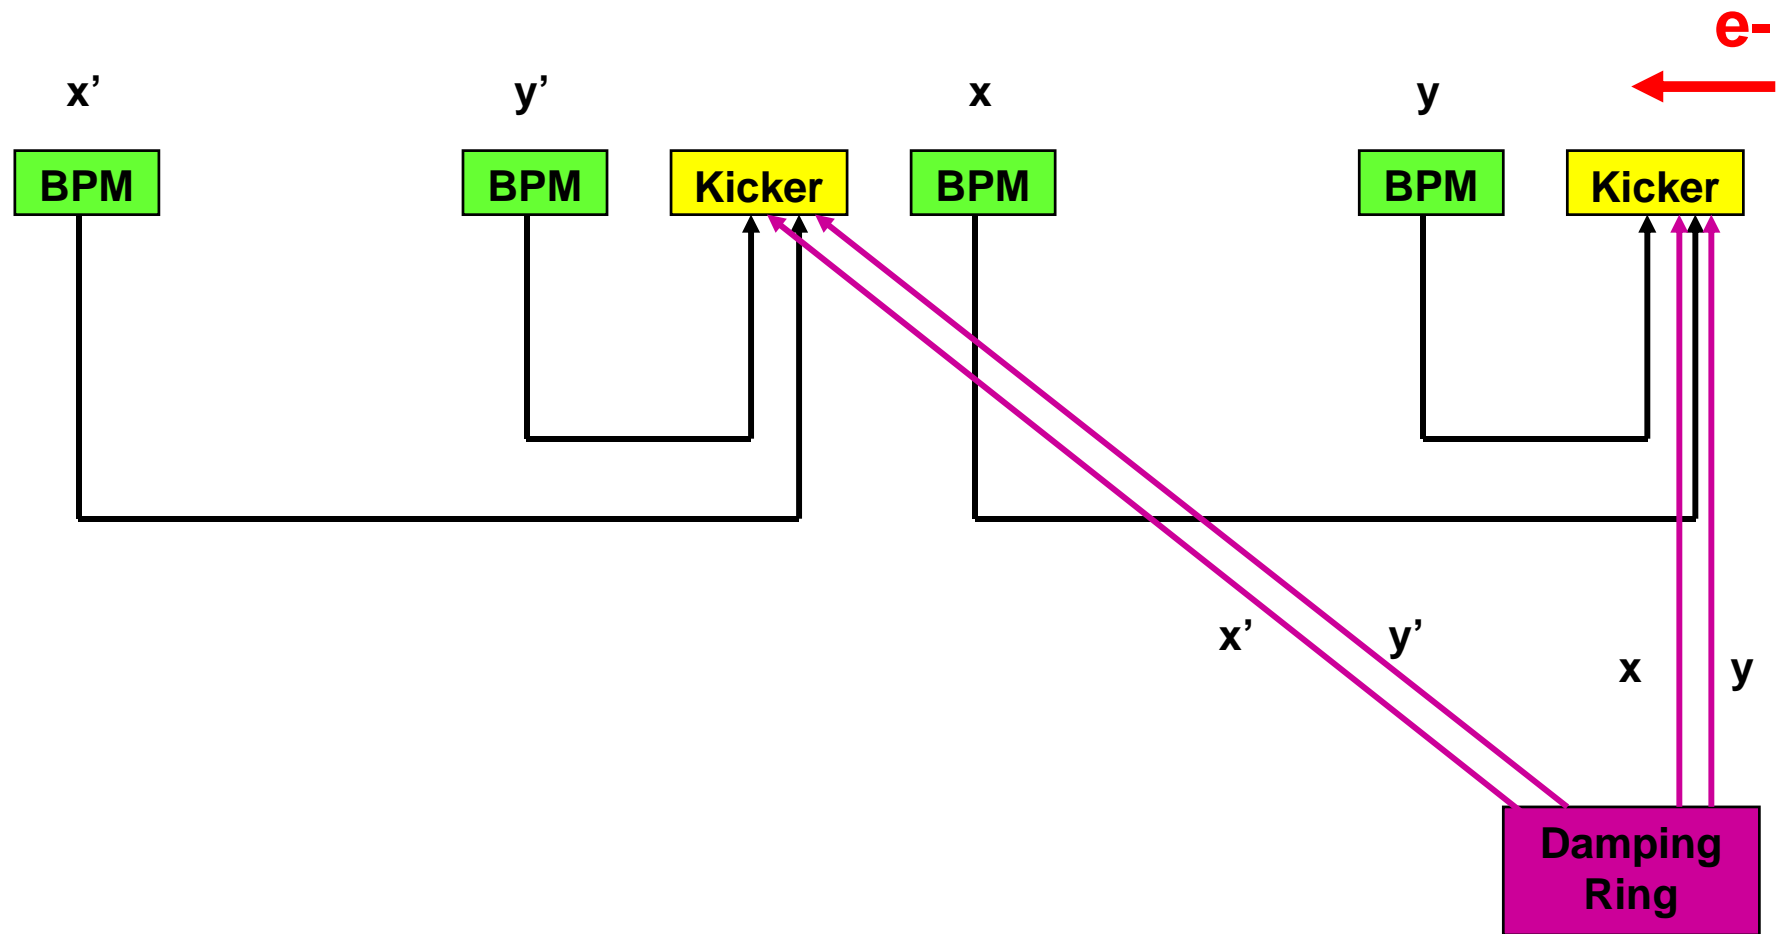 e-
x’
y’
x
y
BPM
BPM
Kicker
BPM
BPM
Kicker
x’
y’
x
y
Damping
Ring